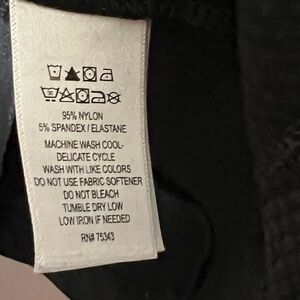 95% NYLON
5% SPANDEX / ELASTANE
MACHINE WASH COOL-
DELICATE CYCLE
WASH WITH LIKE COLORS
DO NOT USE FABRIC SOFTENER
DO NOT BLEACH
TUMBLE DRY LOW
LOW IRON IF NEEDED
RN# 75343